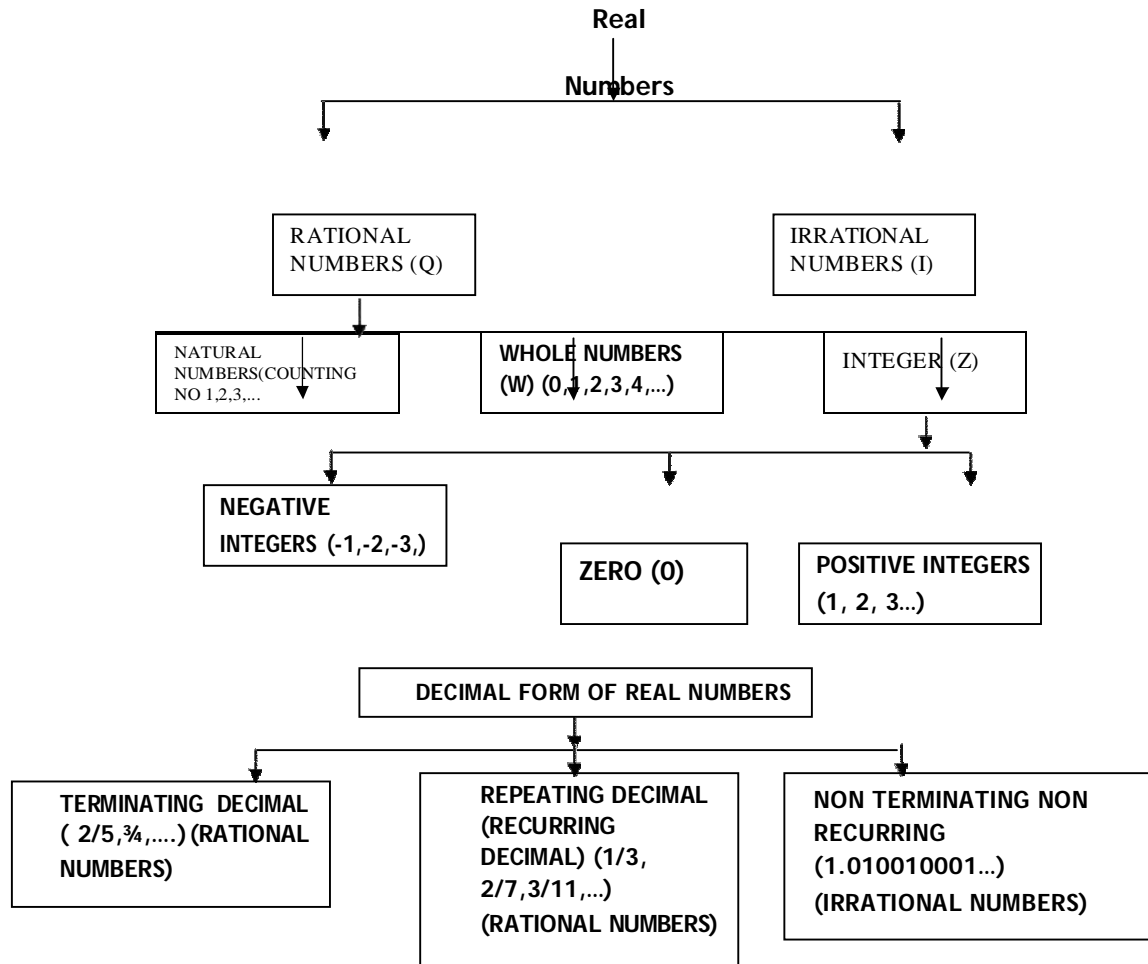 Real
Numbers
RATIONAL
NUMBERS (Q)
IRRATIONAL
NUMBERS (I)
NATURAL
NUMBERS(COUNTING
NO 1,2,3,...
WHOLE NUMBERS
(W) (0,1,2,3,4,...)
INTEGER (Z)
NEGATIVE
INTEGERS (-1,-2,-3,)
ZERO (0)
POSITIVE INTEGERS
(1, 2, 3...)
DECIMAL FORM OF REAL NUMBERS
TERMINATING DECIMAL
( 2/5,¾,....) (RATIONAL
NUMBERS)
REPEATING DECIMAL
(RECURRING
DECIMAL) (1/3,
2/7,3/11,...)
(RATIONAL NUMBERS)
NON TERMINATING NON
RECURRING
(1.010010001...)
(IRRATIONAL NUMBERS)